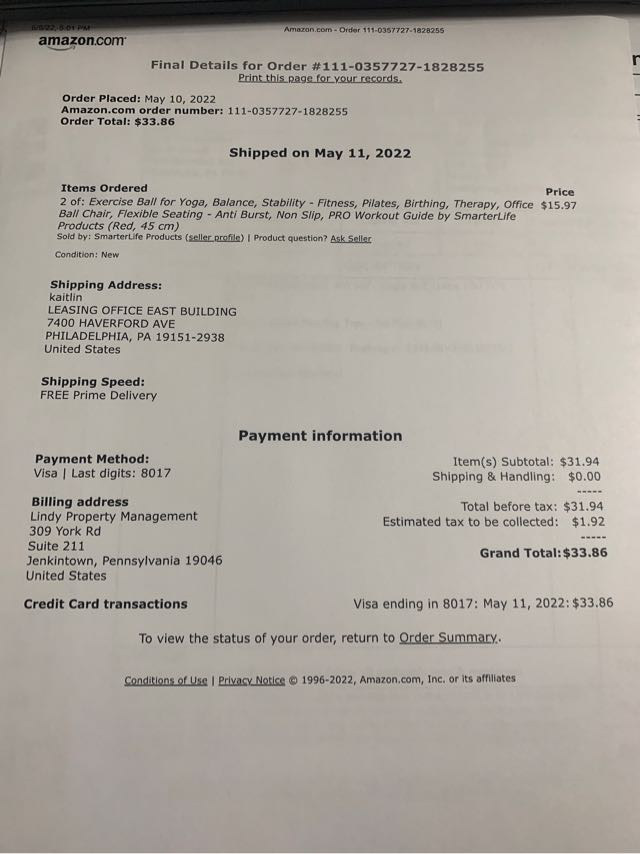 6/8/22, 5:01 PM
Amazon.com - Order 111-0357727-1828255
amazon.com
Final Details for Order #111-0357727-1828255
Print this page for your records.
Order Placed: May 10, 2022
Amazon.com order number: 111-0357727-1828255
Order Total: $33.86
Shipped on May 11, 2022
Items Ordered Price
2 of: Exercise Ball for Yoga, Balance, Stability - Fitness, Pilates, Birthing, Therapy, Office $15.97
Ball Chair, Flexible Seating - Anti Burst, Non Slip, PRO Workout Guide by SmarterLife
Products (Red, 45 cm)
Sold by: SmarterLife Products (seller profile) | Product question? Ask Seller
Condition: New
Shipping Address:
kaitlin
LEASING OFFICE EAST BUILDING
7400 HAVERFORD AVE
PHILADELPHIA, PA 19151-2938
United States
Shipping Speed:
FREE Prime Delivery
Payment information
Payment Method:
Visa | Last digits: 8017
Billing address
Lindy Property Management
309 York Rd
Suite 211
Jenkintown, Pennsylvania 19046
United States
Item(s) Subtotal: $31.94
Shipping & Handling: $0.00
-----
Total before tax: $31.94
Estimated tax to be collected: $1.92
-----
Grand Total: $33.86
Credit Card transactions Visa ending in 8017: May 11, 2022: $33.86
To view the status of your order, return to Order Summary.
Conditions of Use | Privacy Notice © 1996-2022, Amazon.com, Inc. or its affiliates